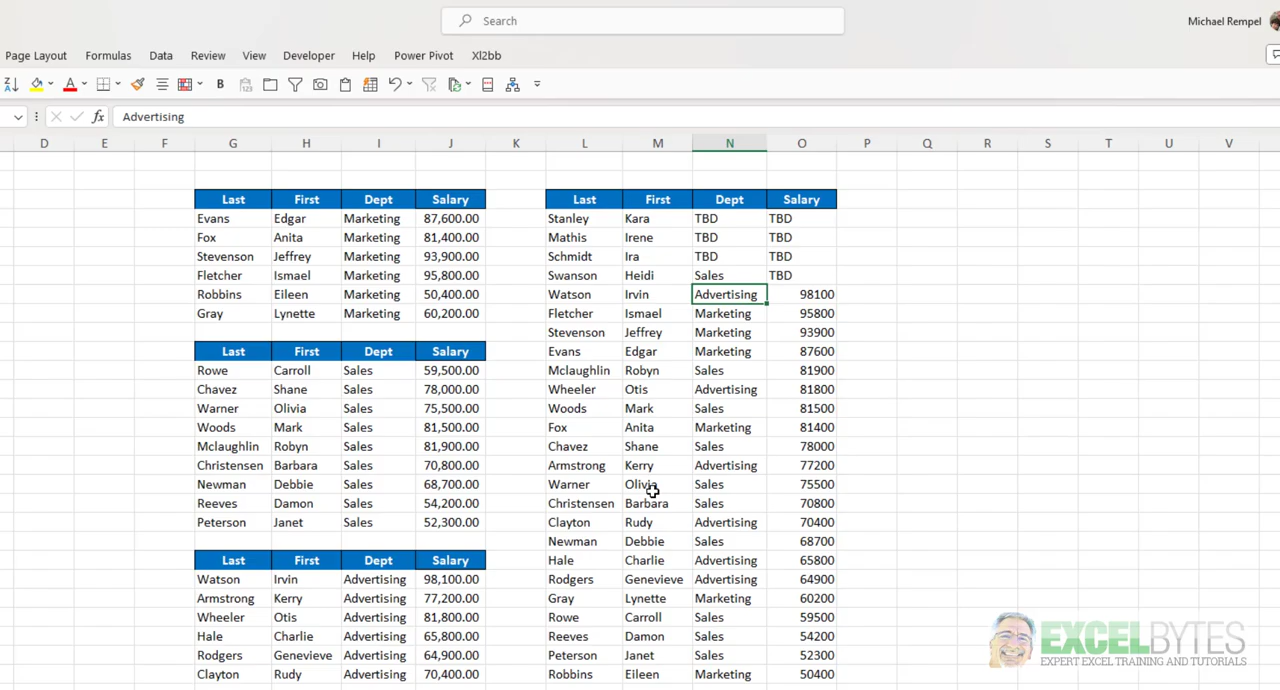 Search
Michael Rempel
Page Layout Formulas Data Review View Developer Help Power Pivot Xl2bb
B
fx Advertising
D E F G H I J K L M N O P Q R S T U V
Last First Dept Salary Last First Dept Salary
Evans Edgar Marketing 87,600.00 Stanley Kara TBD TBD
Fox Anita Marketing 81,400.00 Mathis Irene TBD TBD
Stevenson Jeffrey Marketing 93,900.00 Schmidt Ira TBD TBD
Fletcher Ismael Marketing 95,800.00 Swanson Heidi Sales TBD
Robbins Eileen Marketing 50,400.00 Watson Irvin Advertising 98100
Gray Lynette Marketing 60,200.00 Fletcher Ismael Marketing 95800
Stevenson Jeffrey Marketing 93900
Last First Dept Salary Evans Edgar Marketing 87600
Rowe Carroll Sales 59,500.00 Mclaughlin Robyn Sales 81900
Chavez Shane Sales 78,000.00 Wheeler Otis Advertising 81800
Warner Olivia Sales 75,500.00 Woods Mark Sales 81500
Woods Mark Sales 81,500.00 Fox Anita Marketing 81400
Mclaughlin Robyn Sales 81,900.00 Chavez Shane Sales 78000
Christensen Barbara Sales 70,800.00 Armstrong Kerry Advertising 77200
Newman Debbie Sales 68,700.00 Warner Olivia Sales 75500
Reeves Damon Sales 54,200.00 Christensen Barbara Sales 70800
Peterson Janet Sales 52,300.00 Clayton Rudy Advertising 70400
Newman Debbie Sales 68700
Last First Dept Salary Hale Charlie Advertising 65800
Watson Irvin Advertising 98,100.00 Rodgers Genevieve Advertising 64900
Armstrong Kerry Advertising 77,200.00 Gray Lynette Marketing 60200
Wheeler Otis Advertising 81,800.00 Rowe Carroll Sales 59500
Hale Charlie Advertising 65,800.00 Reeves Damon Sales 54200
Rodgers Genevieve Advertising 64,900.00 Peterson Janet Sales 52300
Clayton Rudy Advertising 70,400.00 Robbins Eileen Marketing 50400
EXCELBYTES
EXPERT EXCEL TRAINING AND TUTORIALS